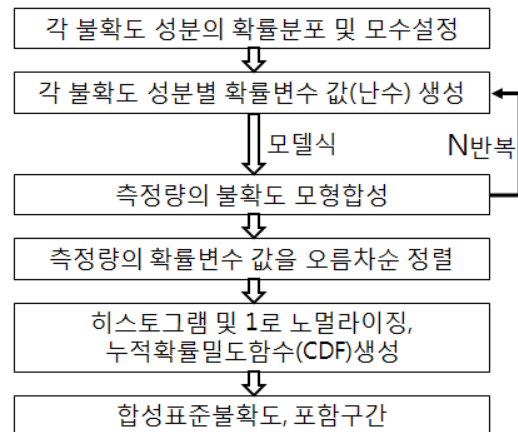 각 불확도 성분의 확률분포 및 모수설정
각 불확도 성분별 확률변수 값(난수) 생성
모델식
N반복
측정량의 불확도 모형합성
측정량의 확률변수 값을 오름차순 정렬
히스토그램 및 1로 노멀라이징,
누적확률밀도함수(CDF)생성
합성표준불확도, 포함구간